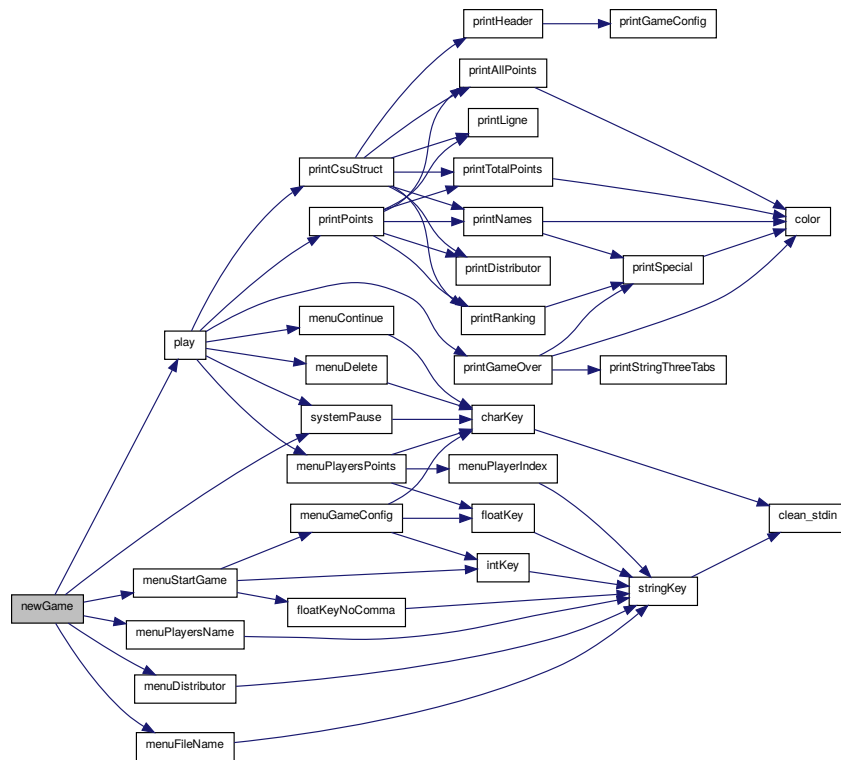 printHeader
printGameConfig
printAllPoints
printLigne
printCsuStruct
printTotalPoints
printPoints
printNames
color
printDistributor
printSpecial
menuContinue
printRanking
play
menuDelete
printGameOver
printStringThreeTabs
systemPause
charKey
menuPlayersPoints
menuPlayerIndex
menuGameConfig
floatKey
clean_stdin
intKey
menuStartGame
stringKey
newGame
floatKeyNoComma
menuPlayersName
menuDistributor
menuFileName